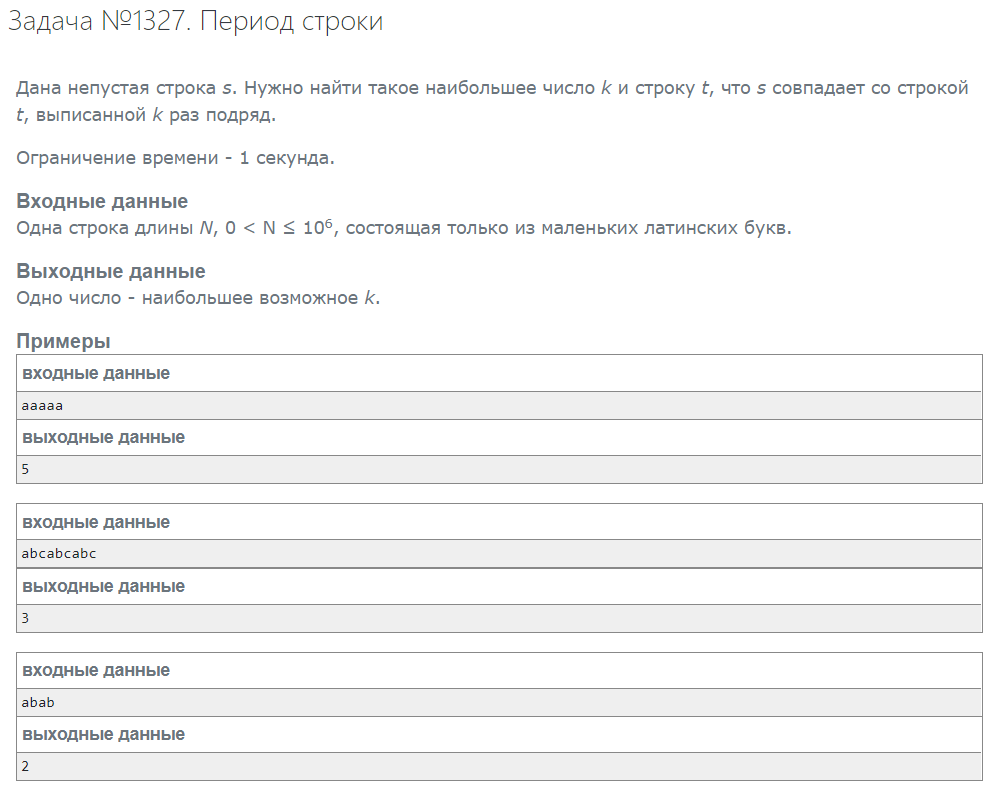 Задача №1327. Период строки
Дана непустая строка s. Нужно найти такое наибольшее число k и строку t, что s совпадает со строкой
t, выписанной k раз подряд.
Ограничение времени - 1 секунда.
Входные данные
Одна строка длины N, 0 < N ≤ 10⁶, состоящая только из маленьких латинских букв.
Выходные данные
Одно число - наибольшее возможное k.
Примеры
входные данные
aaaaa
выходные данные
5
входные данные
abcabcabc
выходные данные
3
входные данные
abab
выходные данные
2